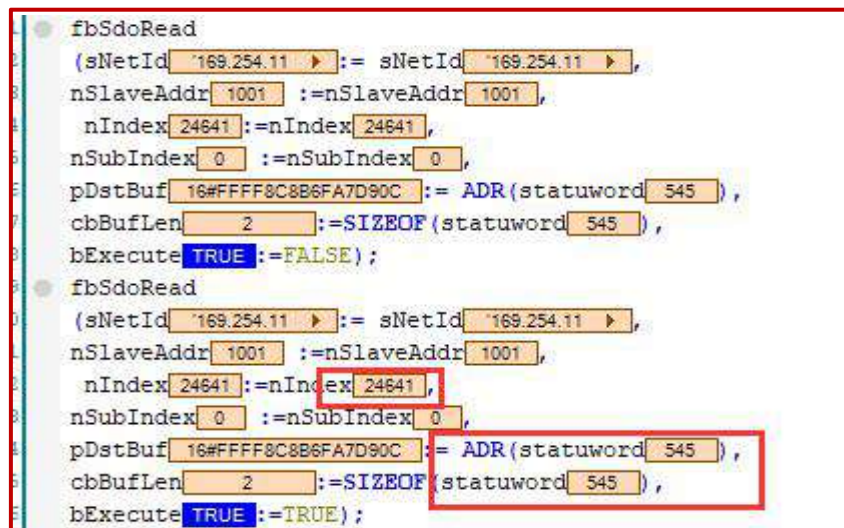 fbSdoRead
(sNetId '169.254.11 := sNetId '169.254.11 ,
nSlaveAddr 1001 :=nSlaveAddr 1001 ,
nIndex 24641 :=nIndex 24641 ,
nSubIndex 0 :=nSubIndex 0 ,
pDstBuf 16#FFFF8C8B6FA7D90C := ADR(statuword 545 ),
cbBufLen 2 :=SIZEOF(statuword 545 ),
bExecute TRUE :=FALSE);
fbSdoRead
(sNetId '169.254.11 := sNetId '169.254.11 ,
nSlaveAddr 1001 :=nSlaveAddr 1001 ,
nIndex 24641 :=nIndex 24641 ,
nSubIndex 0 :=nSubIndex 0 ,
pDstBuf 16#FFFF8C8B6FA7D90C := ADR(statuword 545 ),
cbBufLen 2 :=SIZEOF(statuword 545 ),
bExecute TRUE :=TRUE);